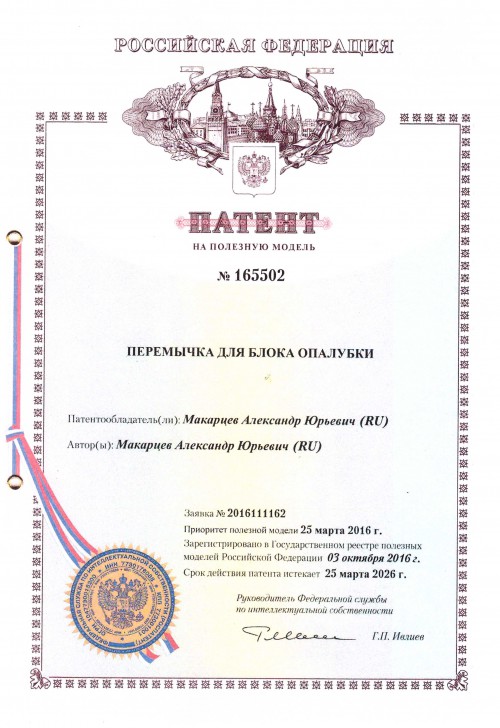 РОССИЙСКАЯ ФЕДЕРАЦИЯ
ПАТЕНТ
НА ПОЛЕЗНУЮ МОДЕЛЬ
№ 165502
ПЕРЕМЫЧКА ДЛЯ БЛОКА ОПАЛУБКИ
Патентообладатель(ли): Макарцев Александр Юрьевич (RU)
Автор(ы): Макарцев Александр Юрьевич (RU)
Заявка № 2016111162
Приоритет полезной модели 25 марта 2016 г.
Зарегистрировано в Государственном реестре полезных
моделей Российской Федерации 03 октября 2016 г.
Срок действия патента истекает 25 марта 2026 г.
Руководитель Федеральной службы
по интеллектуальной собственности
Г.П. Ивлиев